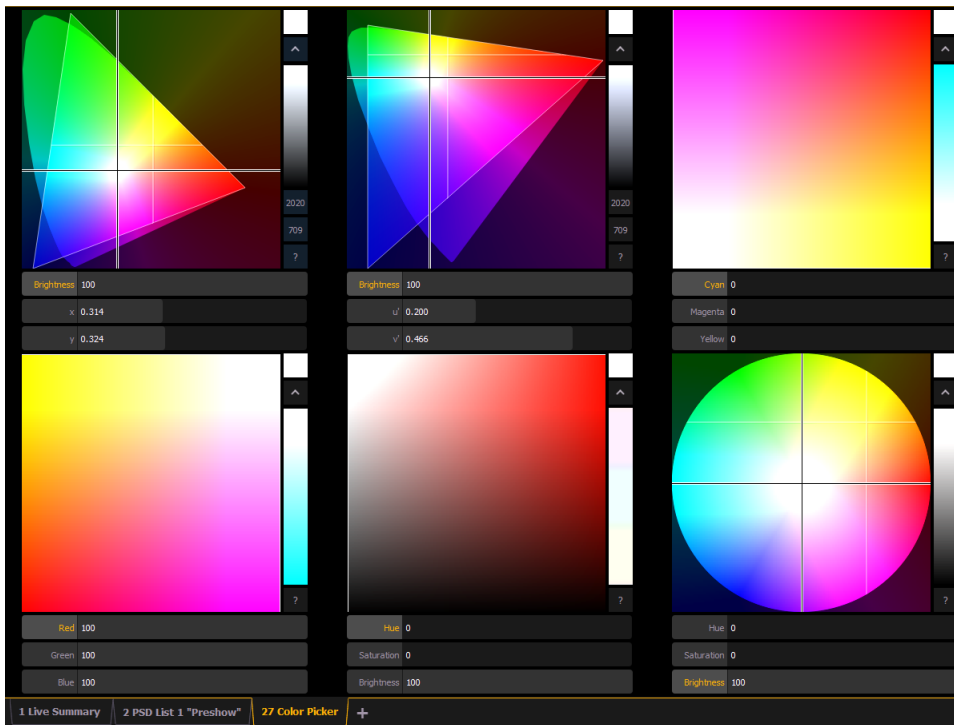 ^
^
^
2020
2020
709
709
?
?
?
Brightness 100
Brightness 100
Cyan 0
x 0.314
u' 0.200
Magenta 0
y 0.324
v' 0.466
Yellow 0
^
^
^
?
?
?
Red 100
Hue 0
Hue 0
Green 100
Saturation 0
Saturation 0
Blue 100
Brightness 100
Brightness 100
1 Live Summary
2 PSD List 1 "Preshow"
27 Color Picker
+